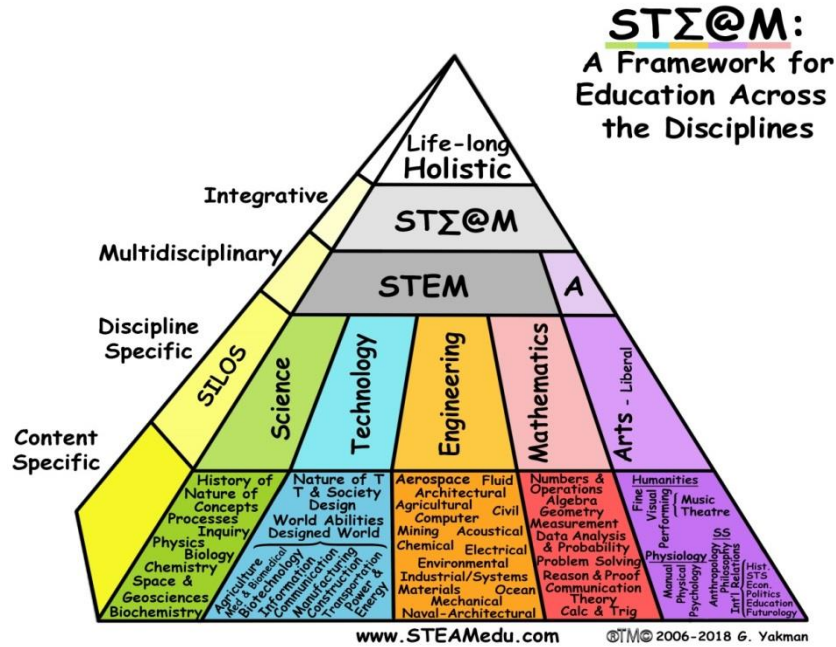 STΣ@M:
A Framework for
Education Across
the Disciplines
Life-long
Holistic
Integrative
STΣ@M
Multidisciplinary
STEM
A
Discipline
Specific
SILOS
Science
Technology
Engineering
Mathematics
Arts - Liberal
Content
Specific
History of
Nature of
Concepts
Processes
Inquiry
Physics
Biology
Chemistry
Space &
Geosciences
Biochemistry
Nature of T
T & Society
Design
World Abilities
Designed World
Agriculture
Med & Biomedical
Biotechnology
Information
Communication
Manufacturing
Construction
Transportation
Power &
Energy
Aerospace Fluid
Architectural
Agricultural Civil
Computer
Mining Acoustical
Chemical Electrical
Environmental
Industrial/Systems
Materials Ocean
Mechanical
Naval-Architectural
Numbers &
Operations
Algebra
Geometry
Measurement
Data Analysis
& Probability
Problem Solving
Reason & Proof
Communication
Theory
Calc & Trig
Humanities
Fine
Visual
Performing
Music
Theatre
Physiology
Manual
Physical
Psychology
SS
Anthropology
Philosophy
Int'l Relations
Hist.
STS
Econ.
Politics
Education
Futurology
www.STEAMedu.com
®TM© 2006-2018 G. Yakman